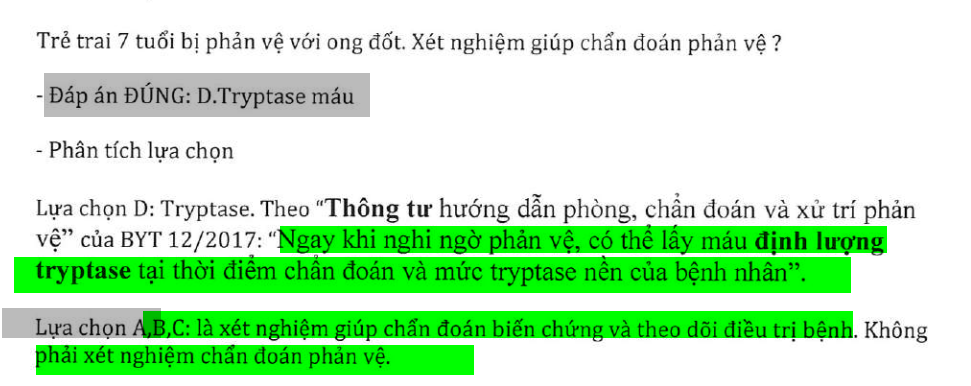 Trẻ trai 7 tuổi bị phản vệ với ong đốt. Xét nghiệm giúp chẩn đoán phản vệ ?
- Đáp án ĐÚNG: D.Tryptase máu
- Phân tích lựa chọn
Lựa chọn D: Tryptase. Theo “Thông tư hướng dẫn phòng, chẩn đoán và xử trí phản
vệ” của BYT 12/2017: “Ngay khi nghi ngờ phản vệ, có thể lấy máu định lượng
tryptase tại thời điểm chẩn đoán và mức tryptase nền của bệnh nhân”.
Lựa chọn A,B,C: là xét nghiệm giúp chẩn đoán biến chứng và theo dõi điều trị bệnh. Không
phải xét nghiệm chẩn đoán phản vệ.